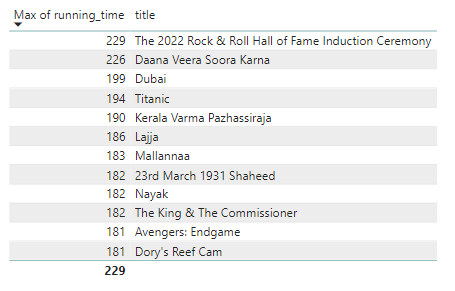 Max of running_time title
229 The 2022 Rock & Roll Hall of Fame Induction Ceremony
226 Daana Veera Soora Karna
199 Dubai
194 Titanic
190 Kerala Varma Pazhassiraja
186 Lajja
183 Mallannaa
182 23rd March 1931 Shaheed
182 Nayak
182 The King & The Commissioner
181 Avengers: Endgame
181 Dory's Reef Cam
229